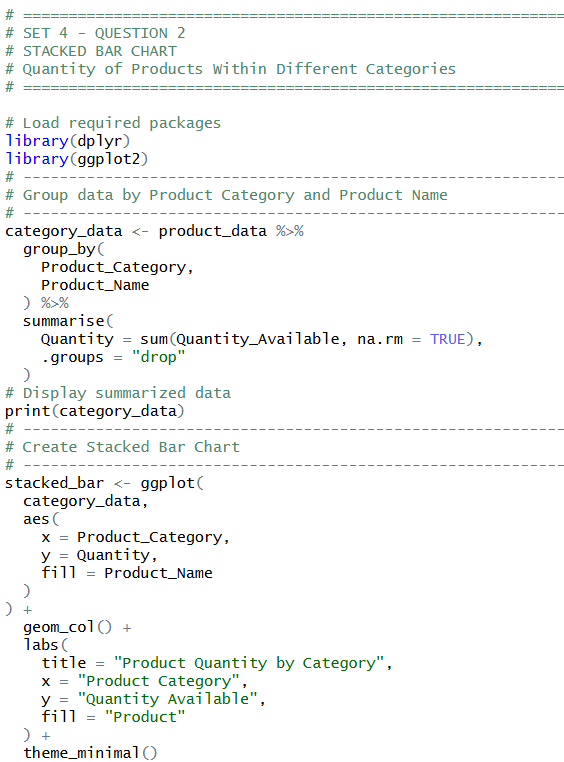 # ============================================================
# SET 4 - QUESTION 2
# STACKED BAR CHART
# Quantity of Products Within Different Categories
# ============================================================

# Load required packages
library(dplyr)
library(ggplot2)
# ------------------------------------------------------------
# Group data by Product Category and Product Name
# ------------------------------------------------------------
category_data <- product_data %>%
  group_by(
    Product_Category,
    Product_Name
  ) %>%
  summarise(
    Quantity = sum(Quantity_Available, na.rm = TRUE),
    .groups = "drop"
  )
# Display summarized data
print(category_data)
# ------------------------------------------------------------
# Create Stacked Bar Chart
# ------------------------------------------------------------
stacked_bar <- ggplot(
  category_data,
  aes(
    x = Product_Category,
    y = Quantity,
    fill = Product_Name
  )
) +
  geom_col() +
  labs(
    title = "Product Quantity by Category",
    x = "Product Category",
    y = "Quantity Available",
    fill = "Product"
  ) +
  theme_minimal()